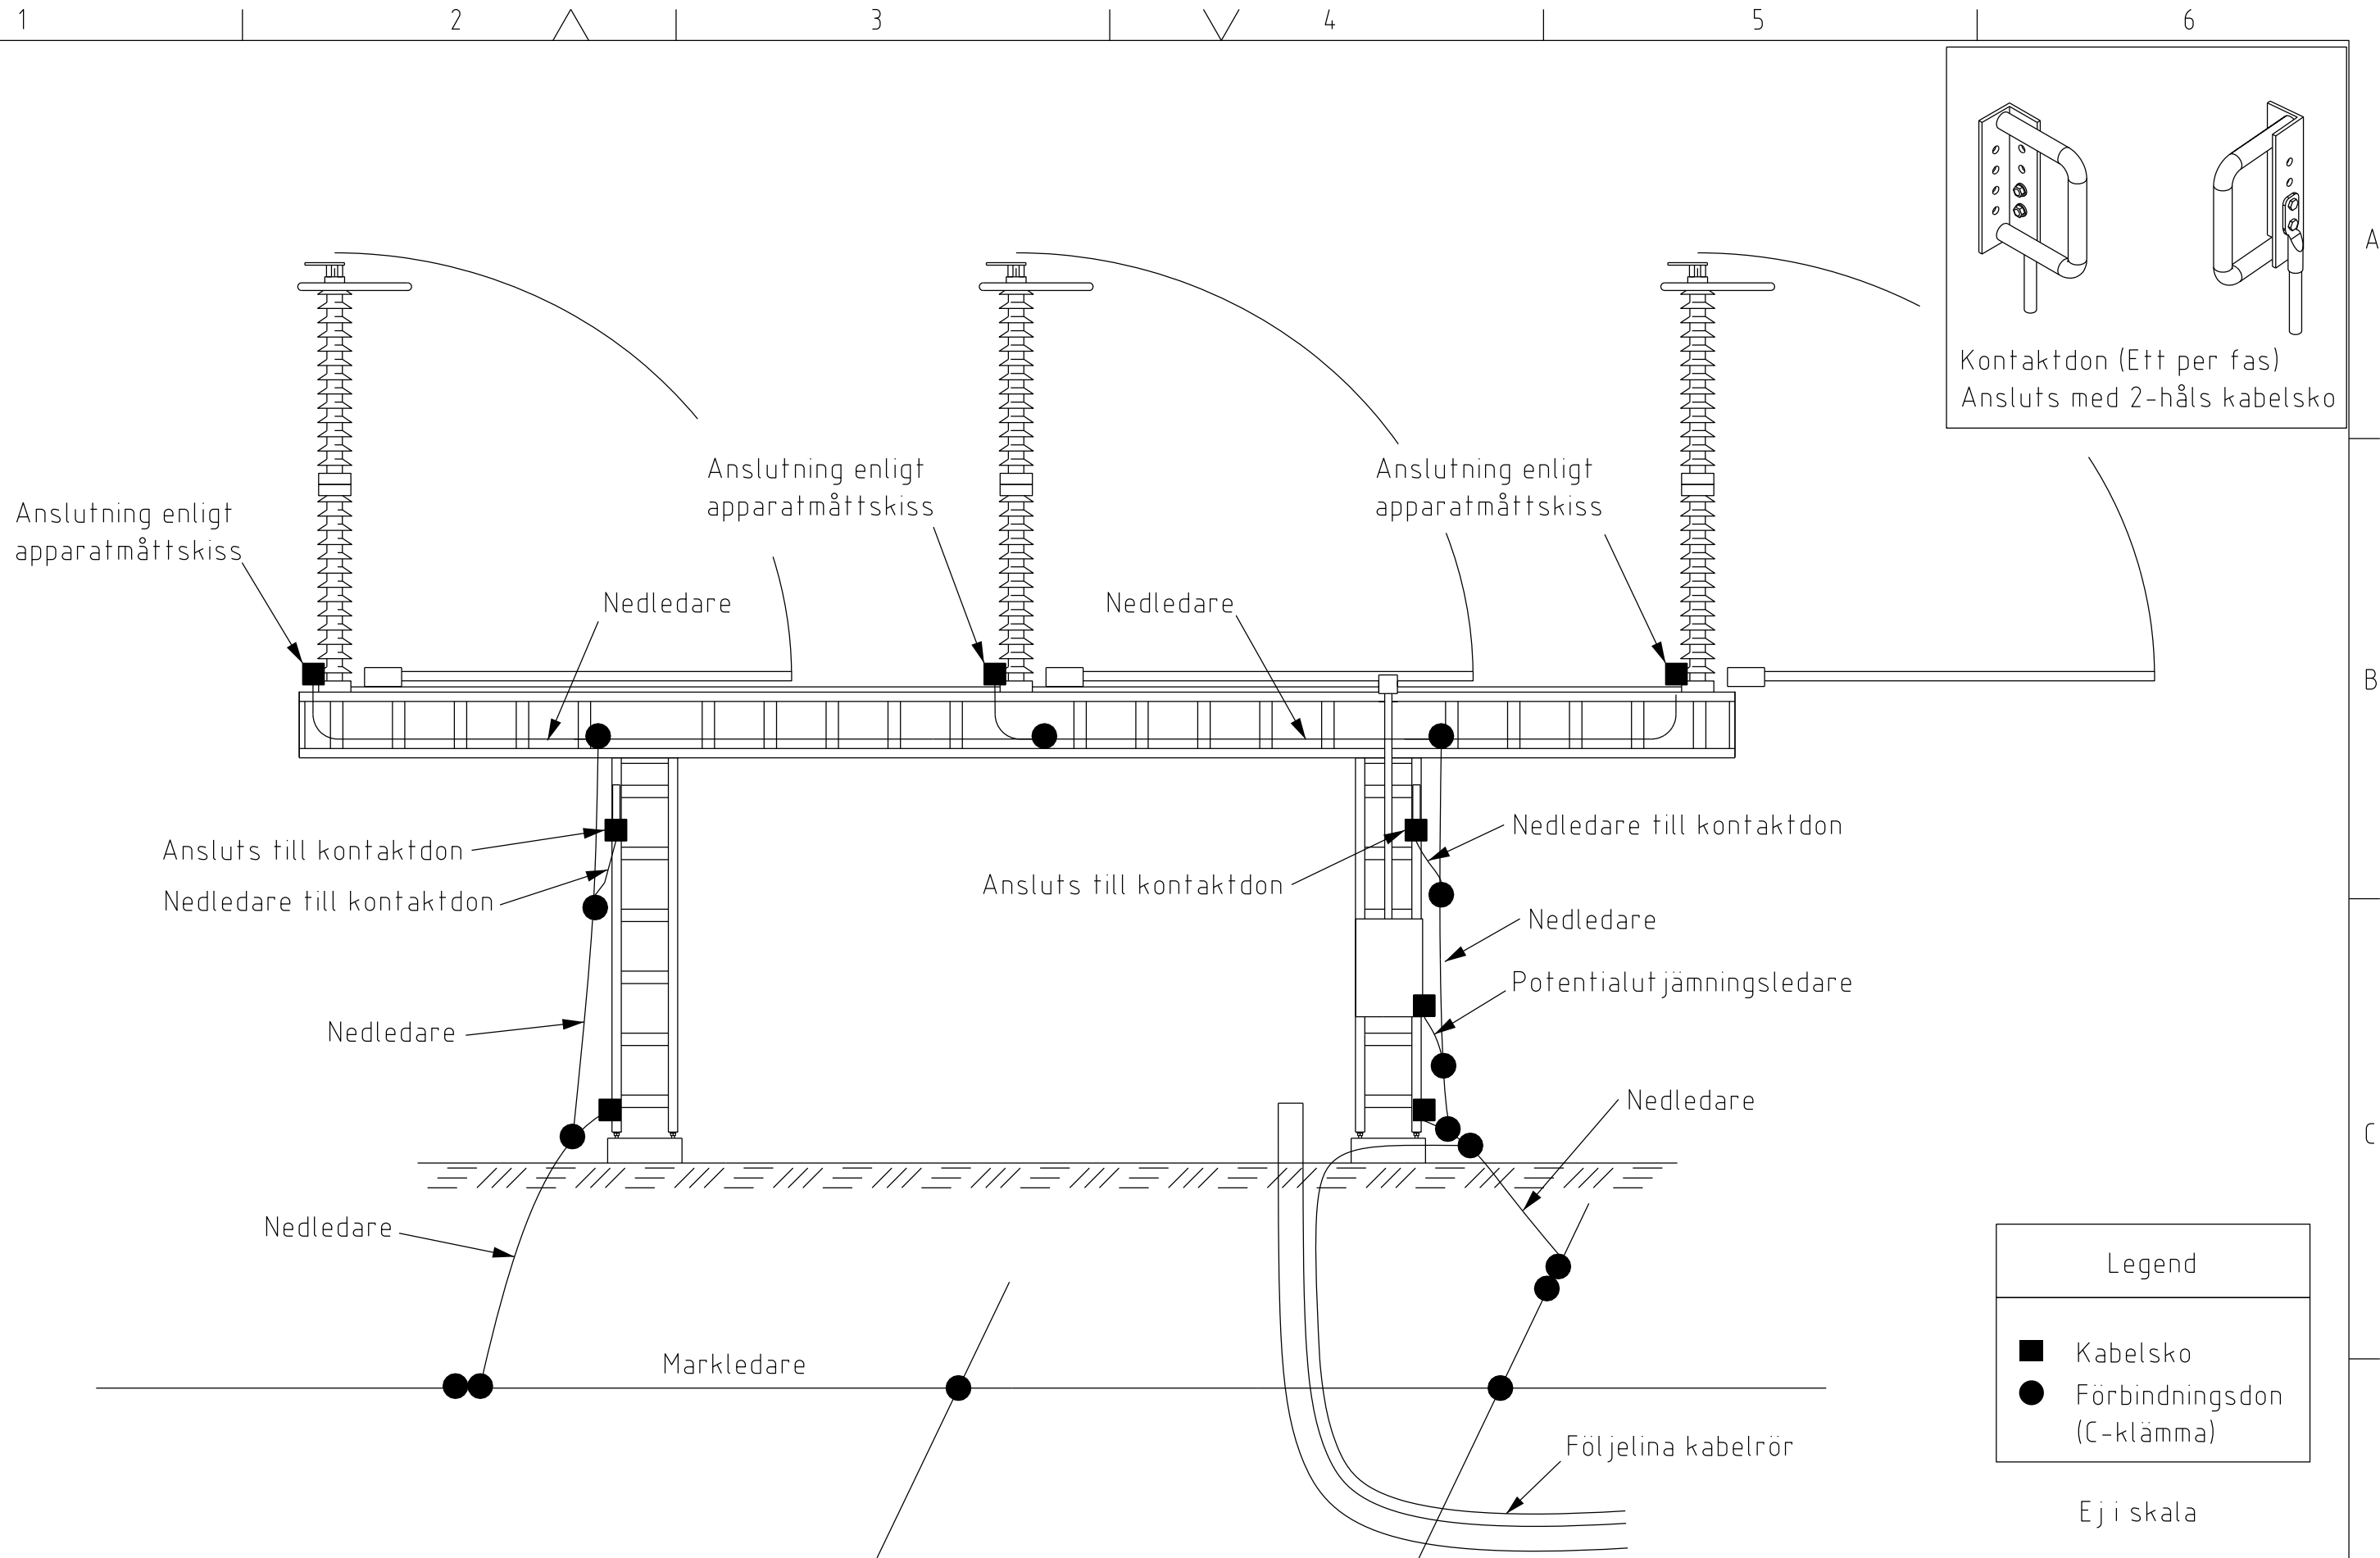 1
2
3
4
5
6
A
B
C
Kontaktdon (Ett per fas)
Ansluts med 2-håls kabelsko
Anslutning enligt
apparatmåttskiss
Anslutning enligt
apparatmåttskiss
Anslutning enligt
apparatmåttskiss
Nedledare
Nedledare
Ansluts till kontaktdon
Nedledare till kontaktdon
Nedledare
Nedledare
Nedledare till kontaktdon
Ansluts till kontaktdon
Nedledare
Potentialutjämningsledare
Nedledare
Markledare
Följelina kabelrör
Legend
Kabelsko
Förbindningsdon
(C-klämma)
Ej i skala